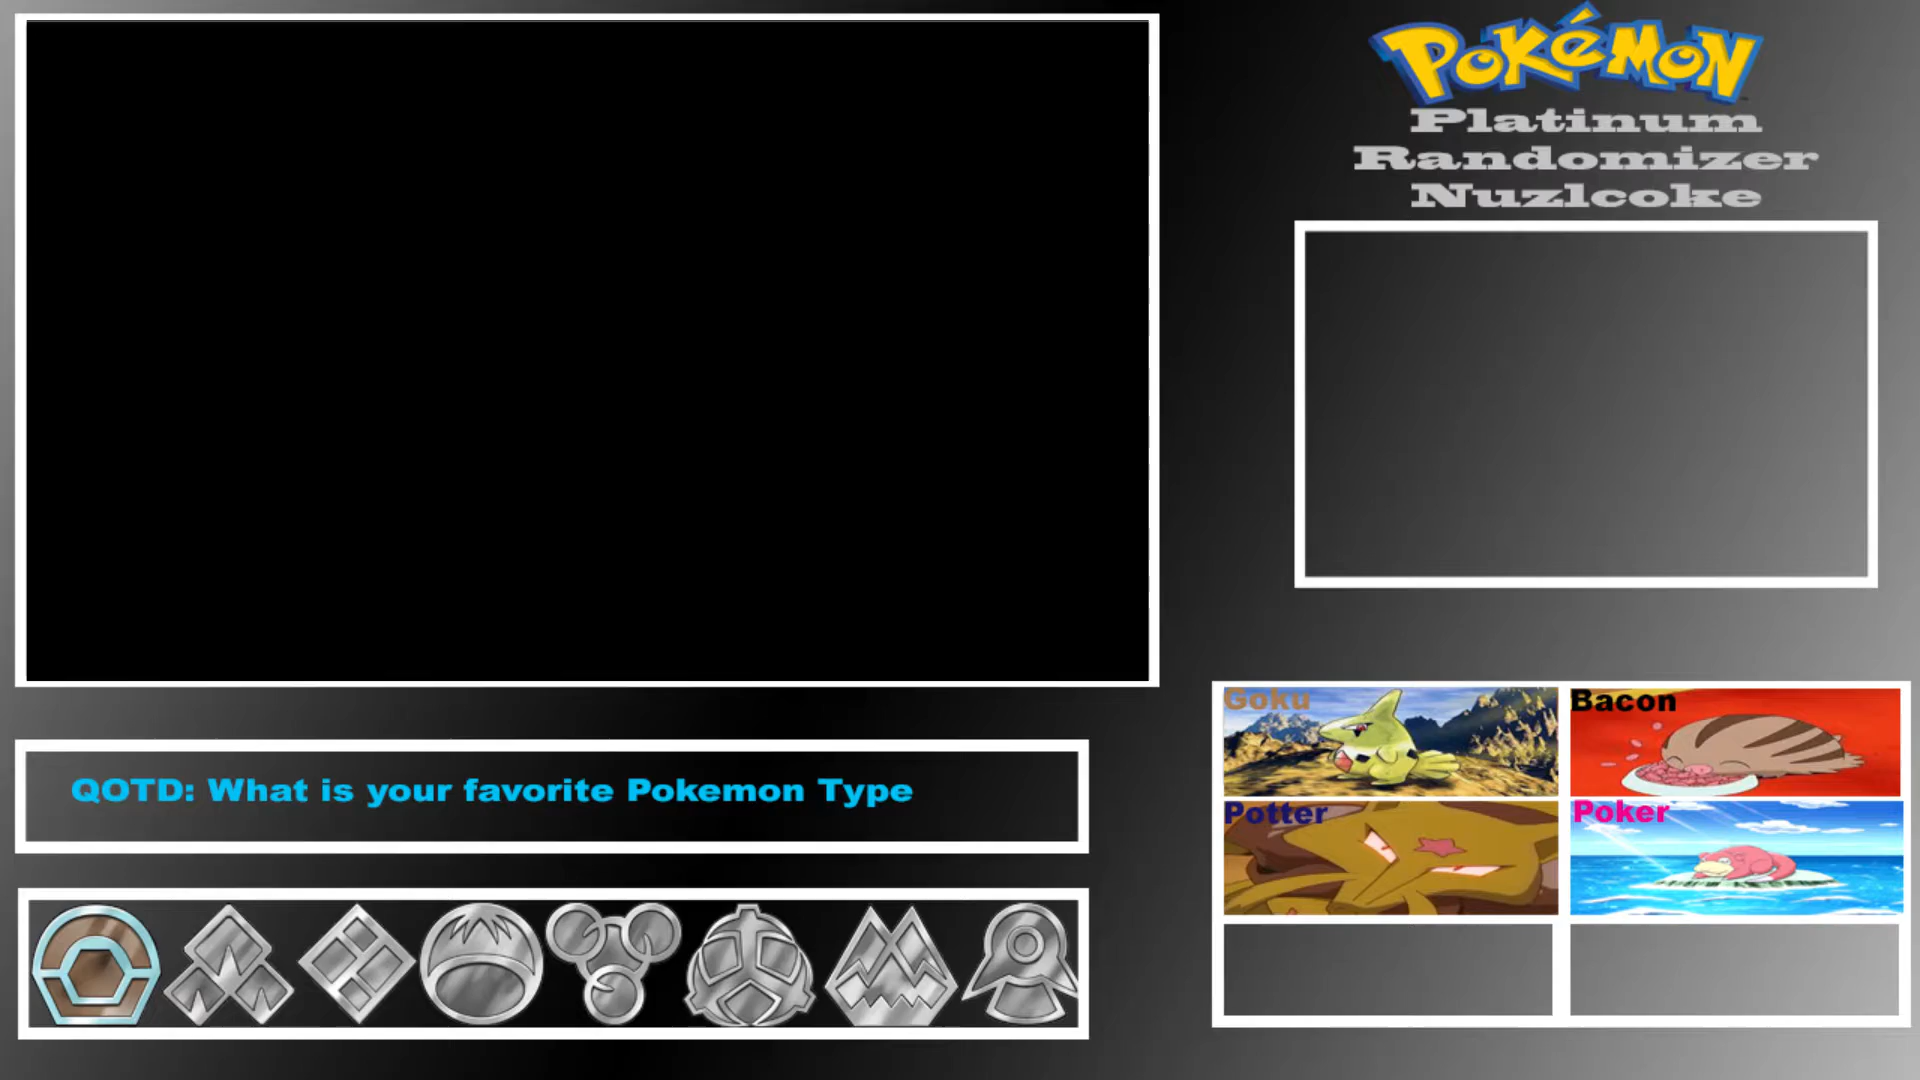 POKéMON
Platinum
Randomizer
Nuzlcoke
Goku
Bacon
QOTD: What is your favorite Pokemon Type
Potter
Poker